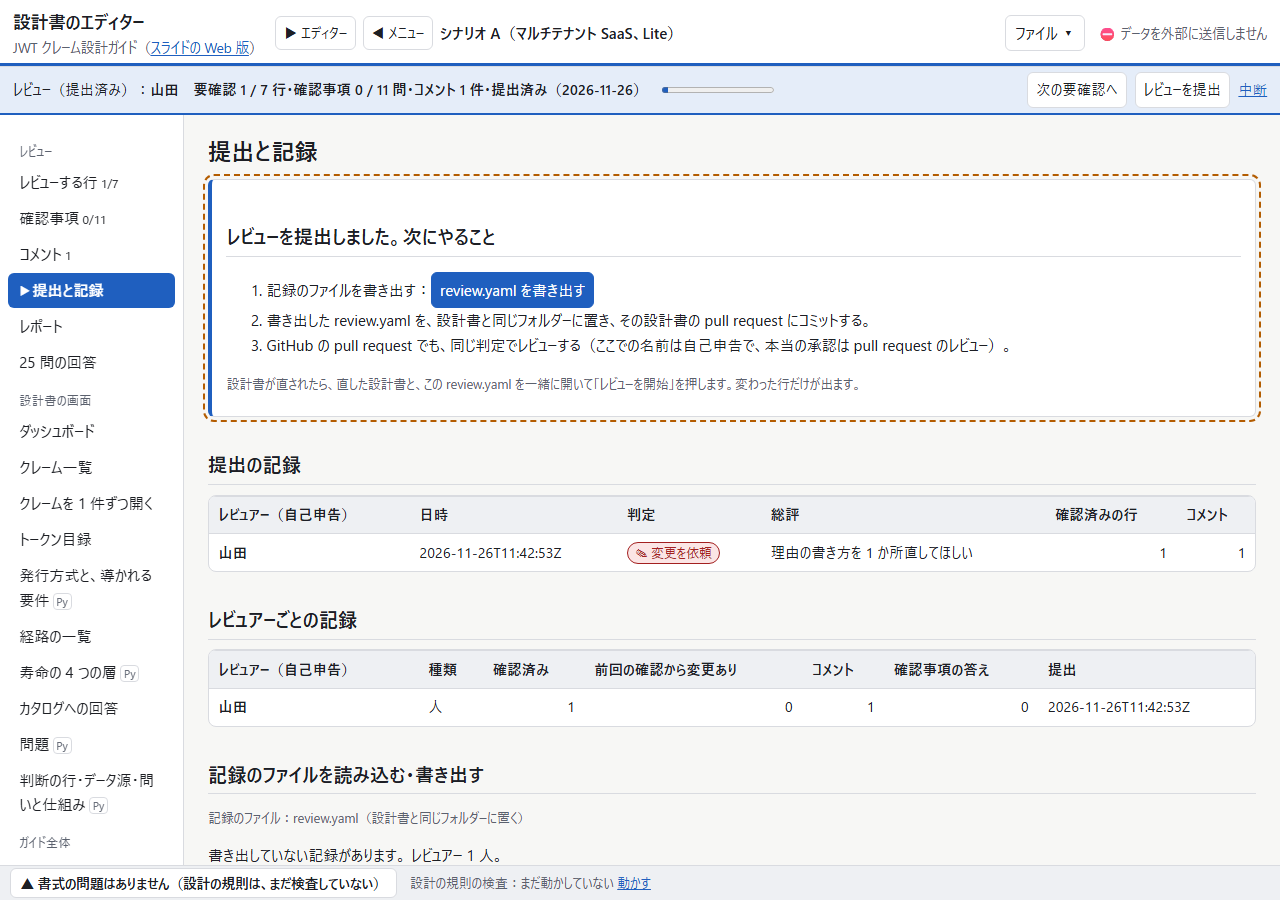 設計書のエディター
JWT クレーム設計ガイド（スライドの Web 版）
▶ エディター
◀ メニュー
シナリオ A（マルチテナント SaaS、Lite）
ファイル ▼
⛔ データを外部に送信しません
レビュー（提出済み）：山田 要確認 1 / 7 行・確認事項 0 / 11 問・コメント 1 件・提出済み（2026-11-26）
次の要確認へ
レビューを提出
中断
レビュー
レビューする行 1/7
確認事項 0/11
コメント 1
▶ 提出と記録
レポート
25 問の回答
設計書の画面
ダッシュボード
クレーム一覧
クレームを 1 件ずつ開く
トークン目録
発行方式と、導かれる
要件 Py
経路の一覧
寿命の 4 つの層 Py
カタログへの回答
問題 Py
判断の行・データ源・問
いと仕組み Py
ガイド全体
提出と記録
レビューを提出しました。次にやること
1. 記録のファイルを書き出す： review.yaml を書き出す
2. 書き出した review.yaml を、設計書と同じフォルダーに置き、その設計書の pull request にコミットする。
3. GitHub の pull request でも、同じ判定でレビューする（ここでの名前は自己申告で、本当の承認は pull request のレビュー）。
設計書が直されたら、直した設計書と、この review.yaml を一緒に開いて「レビューを開始」を押します。変わった行だけが出ます。
提出の記録
レビュアー（自己申告） 日時 判定 総評 確認済みの行 コメント
山田 2026-11-26T11:42:53Z ✎ 変更を依頼 理由の書き方を 1 か所直してほしい 1 1
レビュアーごとの記録
レビュアー（自己申告） 種類 確認済み 前回の確認から変更あり コメント 確認事項の答え 提出
山田 人 1 0 1 0 2026-11-26T11:42:53Z
記録のファイルを読み込む・書き出す
記録のファイル：review.yaml（設計書と同じフォルダーに置く）
書き出していない記録があります。レビュアー 1 人。
▲ 書式の問題はありません（設計の規則は、まだ検査していない）
設計の規則の検査：まだ動かしていない 動かす